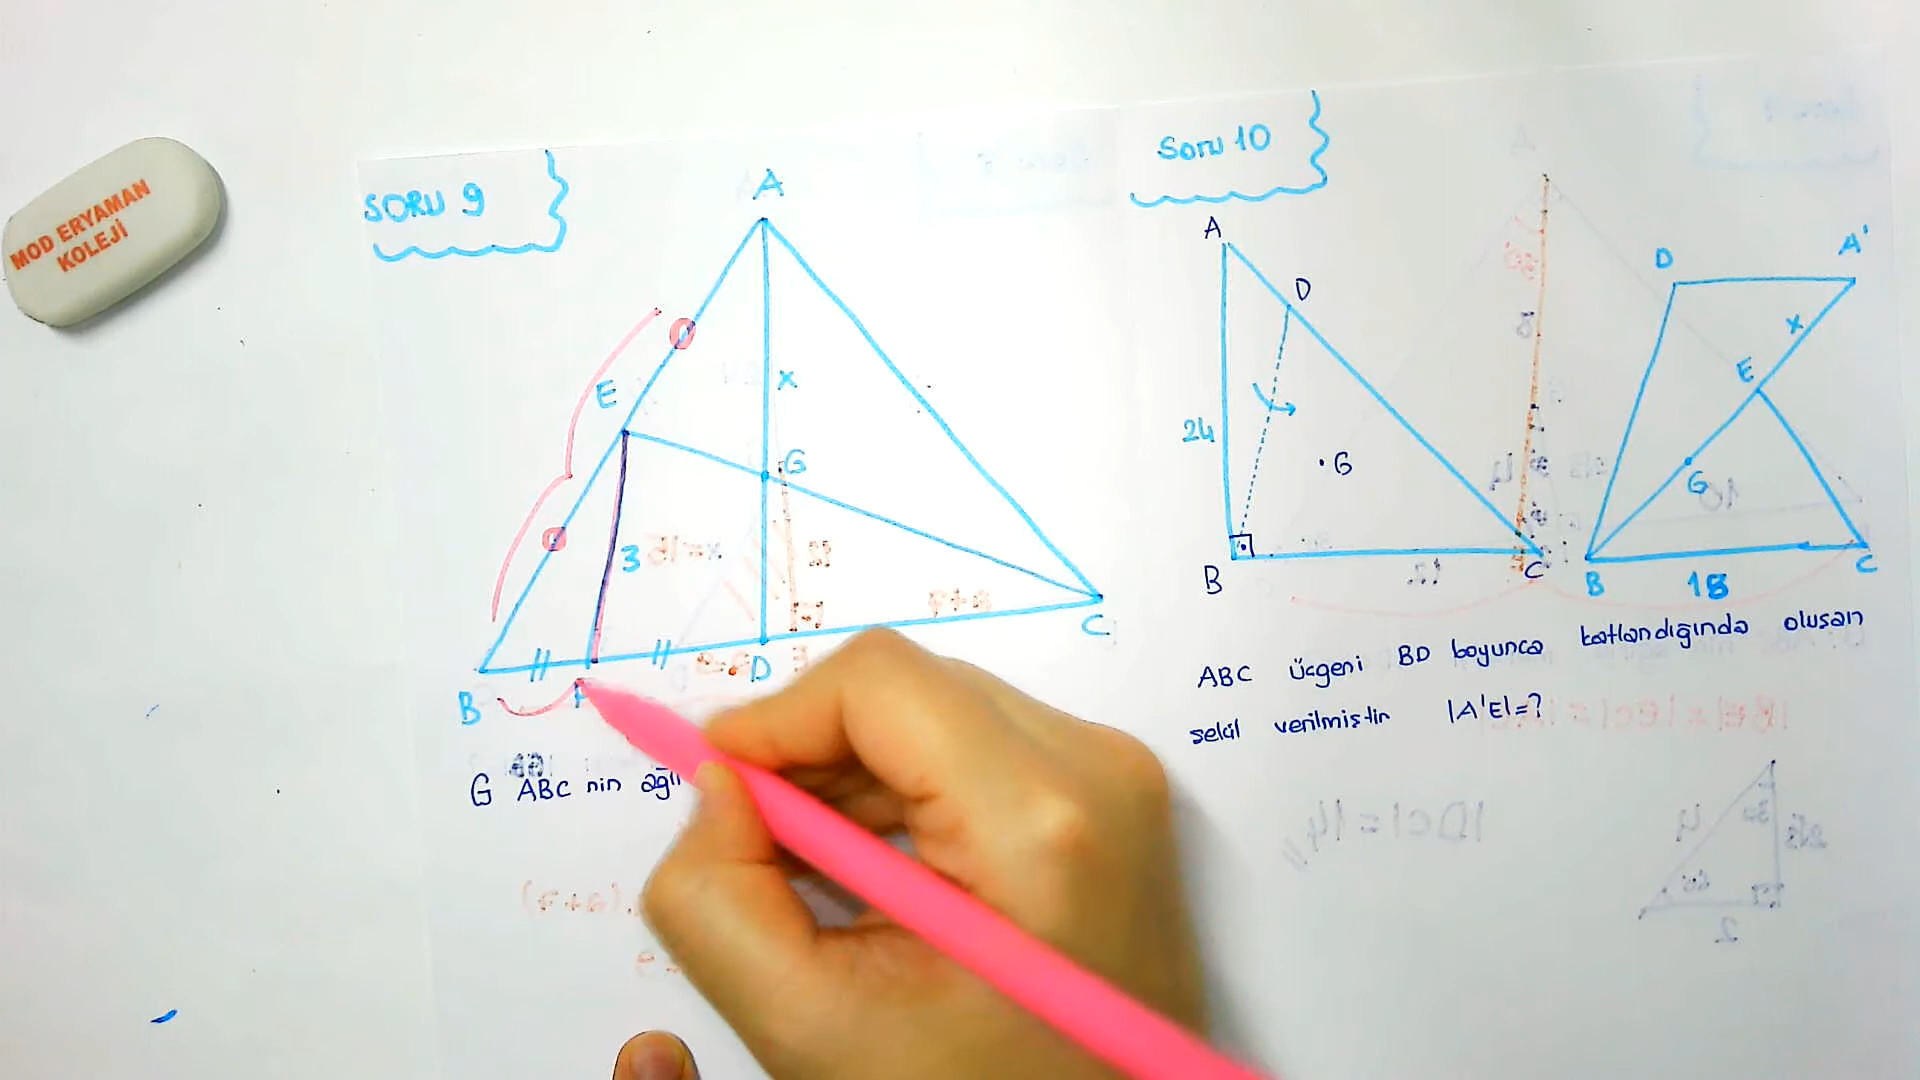 MOD ERYAMAN
KOLEJİ
SORU 9
A
E
x
G
3
B
D
C
G ABC nin
Soru 10
A
D
24
G
B
C
D
A'
x
E
G
B
18
C
ABC üçgeni BD boyunca katlandığında oluşan
şekil verilmiştir |A'E|=?